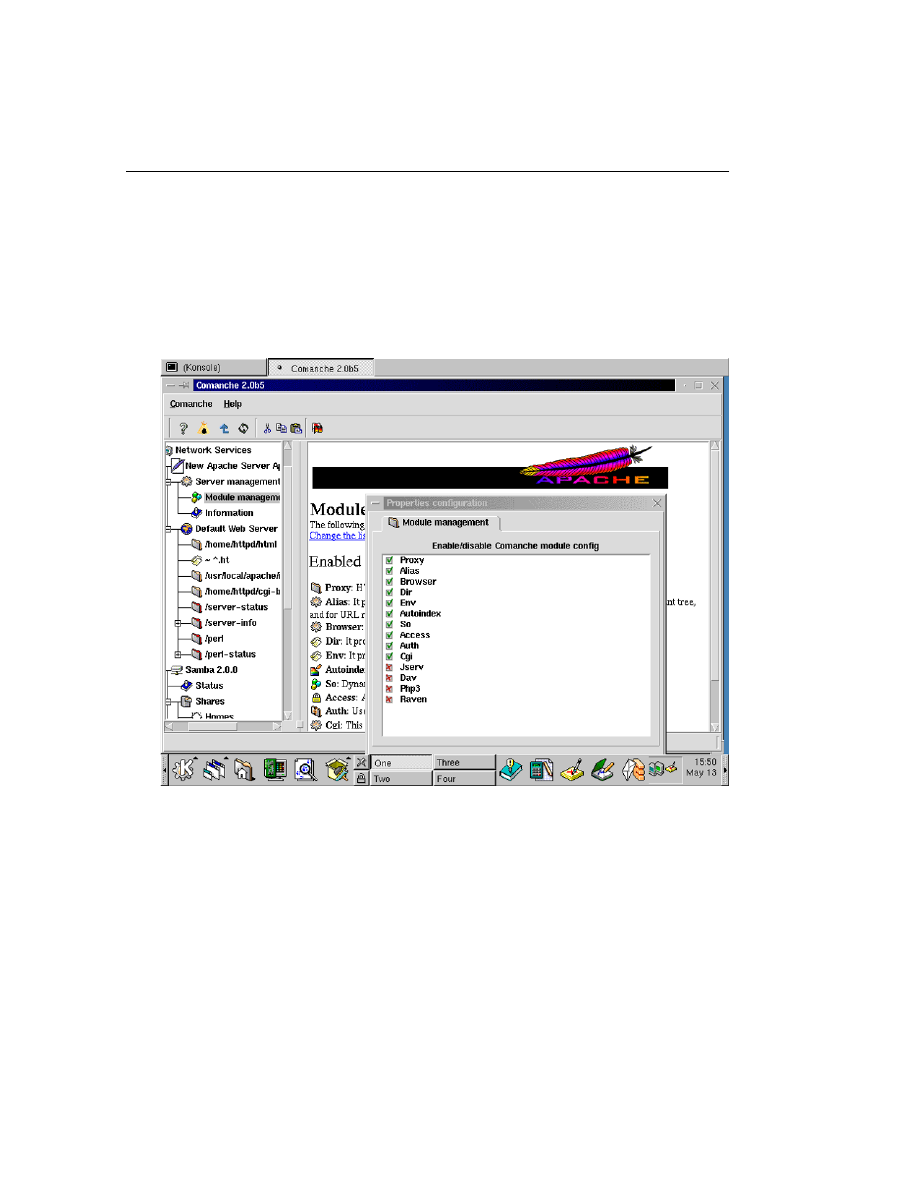 (Konsole)
Comanche 2.0b5
Comanche 2.0b5
Comanche Help
Network Services
New Apache Server Ap
Server management
Module manageme
Information
Default Web Server
/home/httpd/html
~ ^.ht
/usr/local/apache/i
/home/httpd/cgi-b
/server-status
/server-info
/perl
/perl-status
Samba 2.0.0
Status
Shares
Homes
APACHE
Module
The following
Change the lis
Enabled
Proxy: H
Alias: It p
nt tree,
and for URL r
Browser:
Dir: It pro
Env: It pr
Autoinde
So: Dynam
Access: A
Auth: Use
Cgi: This
Properties configuration
Module management
Enable/disable Comanche module config
Proxy
Alias
Browser
Dir
Env
Autoindex
So
Access
Auth
Cgi
Jserv
Dav
Php3
Raven
One
Three
Two
Four
15:50
May 13